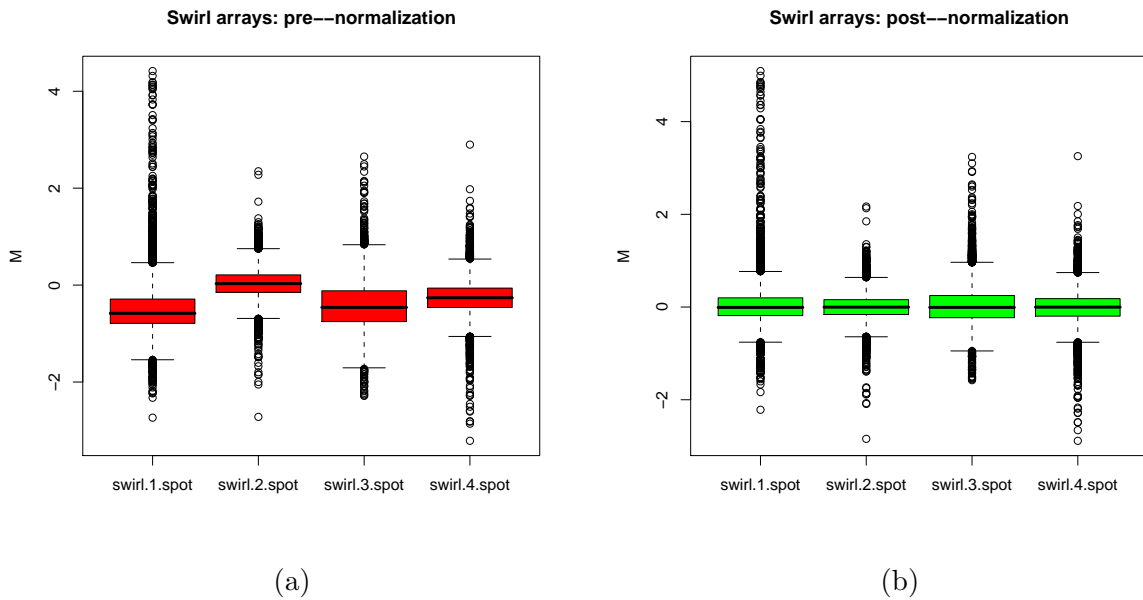 Swirl arrays: pre−−normalization
M
4
2
0
−2
swirl.1.spot swirl.2.spot swirl.3.spot swirl.4.spot
(a)
Swirl arrays: post−−normalization
M
4
2
0
−2
swirl.1.spot swirl.2.spot swirl.3.spot swirl.4.spot
(b)